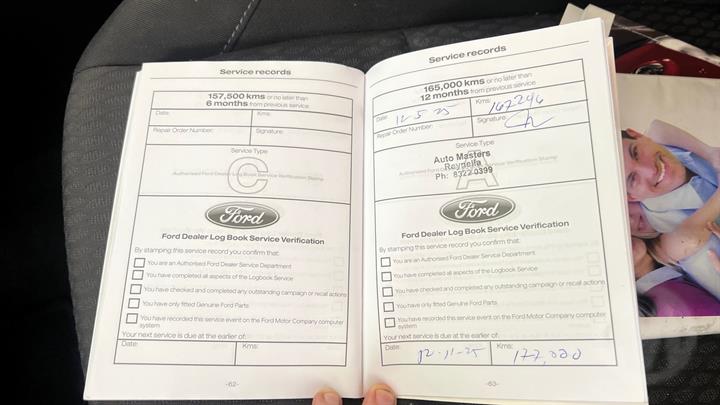 Service records
157,500 kms or no later than
6 months from previous service
Date:
Kms:
Repair Order Number:
Signature:
Service Type
Authorised Ford Dealer Log Book Service Verification Stamp
C
Ford
Ford Dealer Log Book Service Verification
By stamping this service record you confirm that:
You are an Authorised Ford Dealer Service Department
You have completed all aspects of the Logbook Service
You have checked and completed any outstanding campaign or recall actions
You have only fitted Genuine Ford Parts
You have recorded this service event on the Ford Motor Company computer
system
Your next service is due at the earlier of:
Date:
Kms:
-62-
Service records
165,000 kms or no later than
12 months from previous service
Date: 12-5-25
Kms: 167246
Repair Order Number:
Signature:
Service Type
Auto Masters
Reynella
Ph: 8322 0399
A
Ford
Ford Dealer Log Book Service Verification
By stamping this service record you confirm that:
You are an Authorised Ford Dealer Service Department
You have completed all aspects of the Logbook Service
You have checked and completed any outstanding campaign or recall actions
You have only fitted Genuine Ford Parts
You have recorded this service event on the Ford Motor Company computer
system
Your next service is due at the earlier of:
Date: 12-11-25
Kms: 177,000
-63-